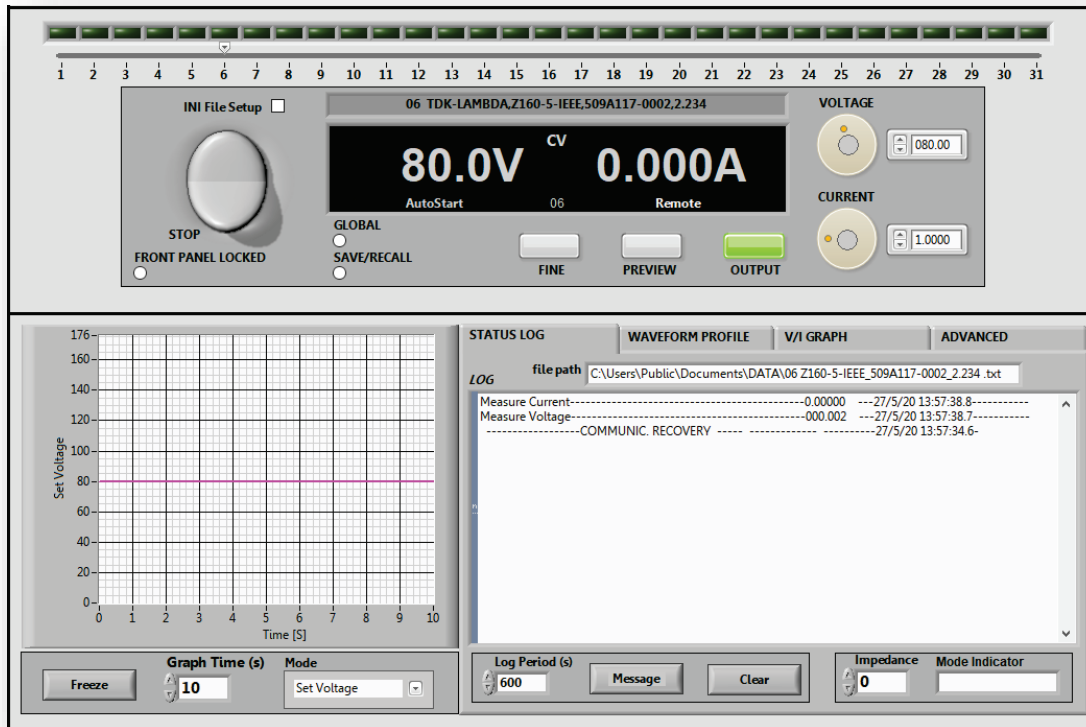 1 2 3 4 5 6 7 8 9 10 11 12 13 14 15 16 17 18 19 20 21 22 23 24 25 26 27 28 29 30 31
INI File Setup
06 TDK-LAMBDA,Z160-5-IEEE,509A117-0002,2.234
VOLTAGE
080.00
80.0V
CV
0.000A
AutoStart
06
Remote
CURRENT
1.0000
STOP
GLOBAL
FRONT PANEL LOCKED
SAVE/RECALL
FINE
PREVIEW
OUTPUT
Set Voltage
176
160
140
120
100
80
60
40
20
0
0 1 2 3 4 5 6 7 8 9 10
Time [S]
Freeze
Graph Time (s)
10
Mode
Set Voltage
STATUS LOG
WAVEFORM PROFILE
V/I GRAPH
ADVANCED
LOG
file path
C:\Users\Public\Documents\DATA\06 Z160-5-IEEE_509A117-0002_2.234 .txt
Measure Current-----------------------------------------------0.00000 ---27/5/20 13:57:38.8-----------
Measure Voltage-----------------------------------------------000.002 ---27/5/20 13:57:38.7-----------
------------------COMMUNIC. RECOVERY ----- ------------- ----------27/5/20 13:57:34.6-
Log Period (s)
600
Message
Clear
Impedance
0
Mode Indicator